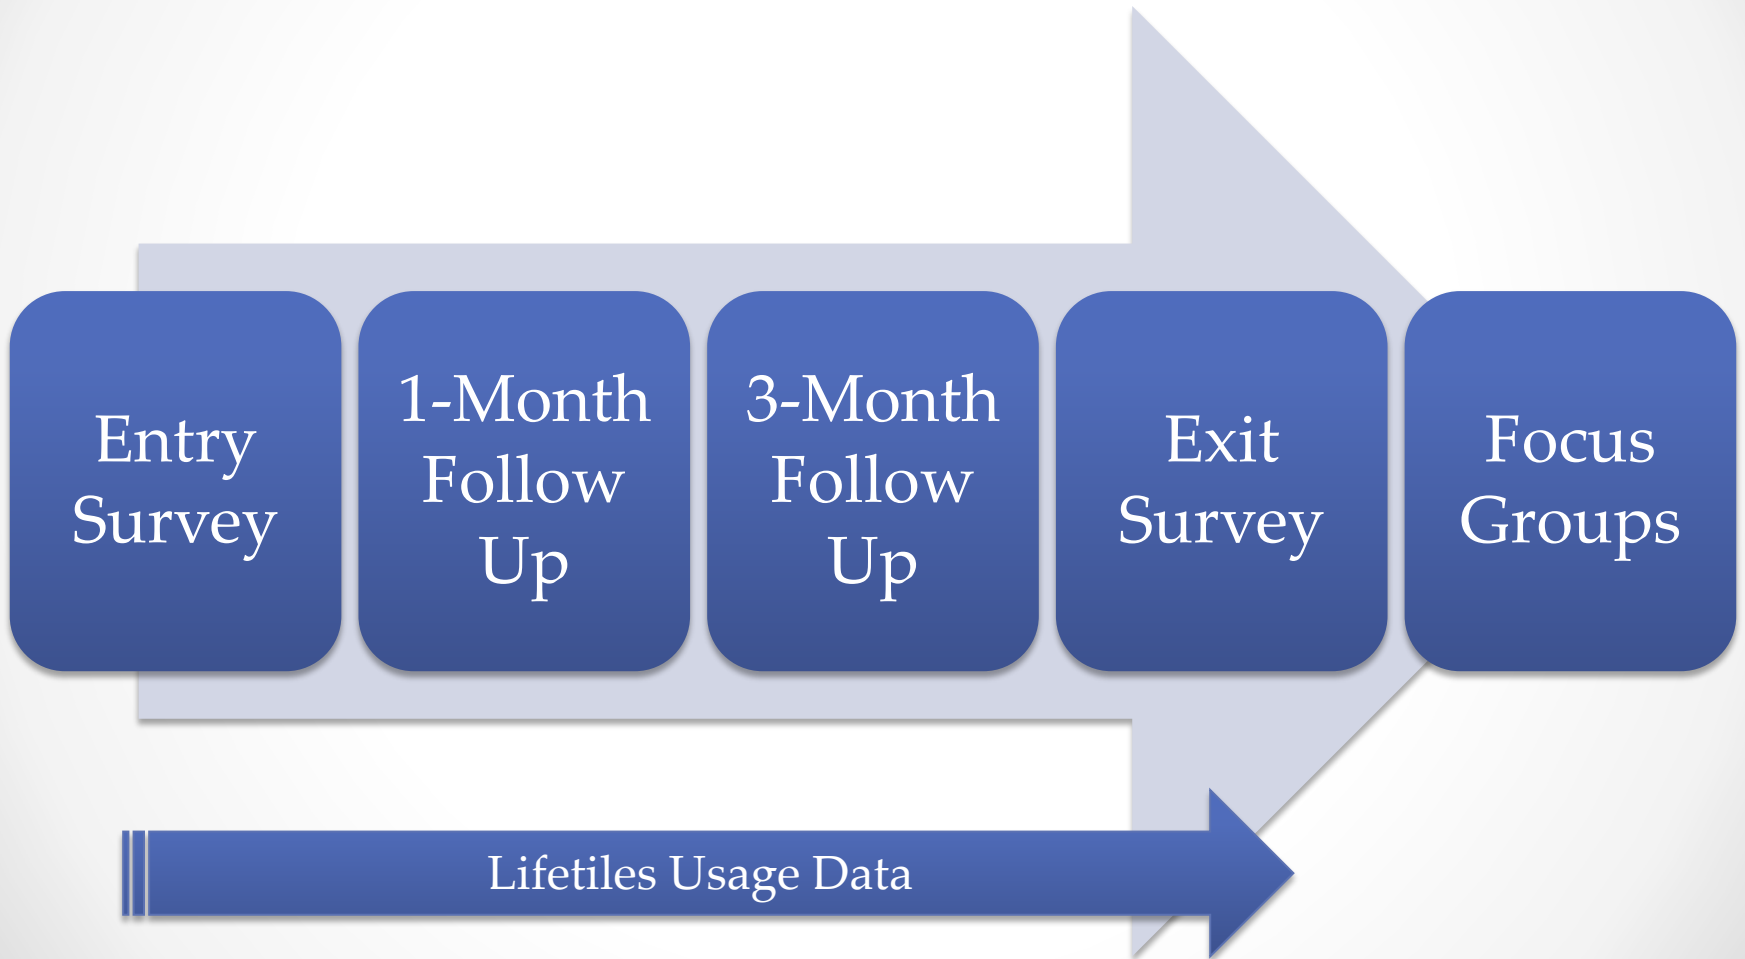 Entry
Survey
1-Month
Follow
Up
3-Month
Follow
Up
Exit
Survey
Focus
Groups
Lifetiles Usage Data